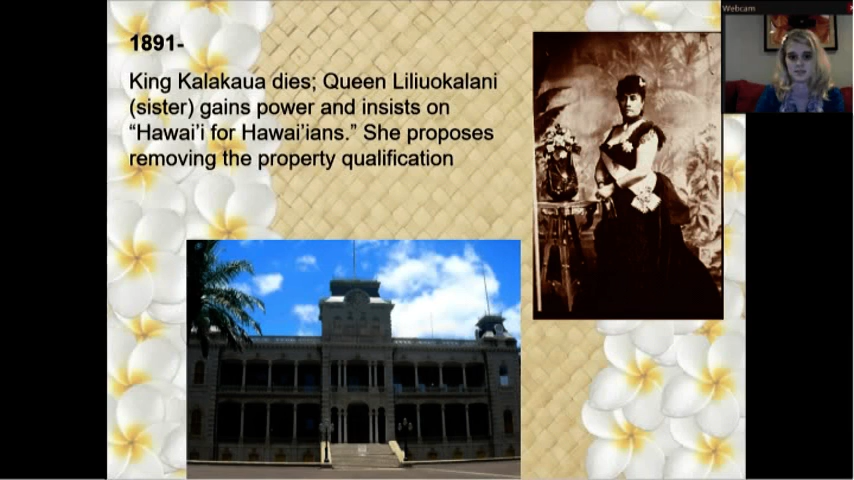 Webcam
1891-
King Kalakaua dies; Queen Liliuokalani
(sister) gains power and insists on
“Hawai’i for Hawai’ians.” She proposes
removing the property qualification